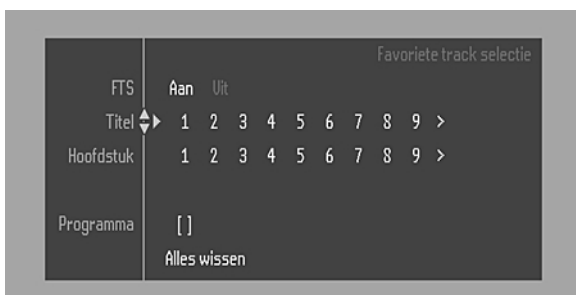 Favoriete track selectie
FTS Aan Uit
Titel 1 2 3 4 5 6 7 8 9 >
Hoofdstuk 1 2 3 4 5 6 7 8 9 >
Programma [ ]
Alles wissen